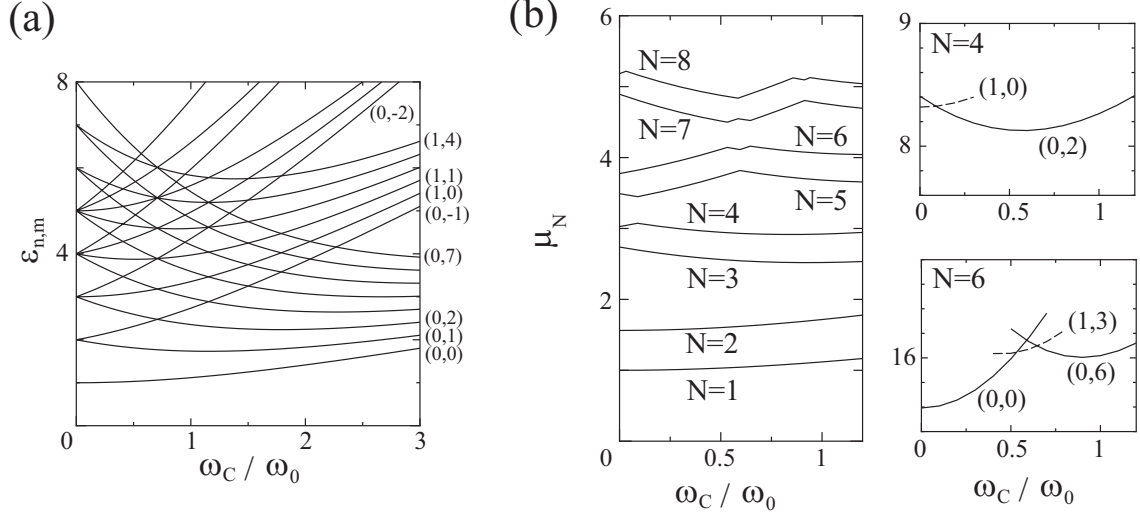 (a)
8
4
0
1
2
3
ε_{n,m}
ω_C / ω_0
(0,-2)
(1,4)
(1,1)
(1,0)
(0,-1)
(0,7)
(0,2)
(0,1)
(0,0)
(b)
6
4
2
0
0
0.5
1
μ_N
ω_C / ω_0
N=8
N=7
N=6
N=5
N=4
N=3
N=2
N=1
9
8
N=4
(1,0)
(0,2)
0
0.5
1
N=6
16
(1,3)
(0,6)
(0,0)
0
0.5
1
ω_C / ω_0